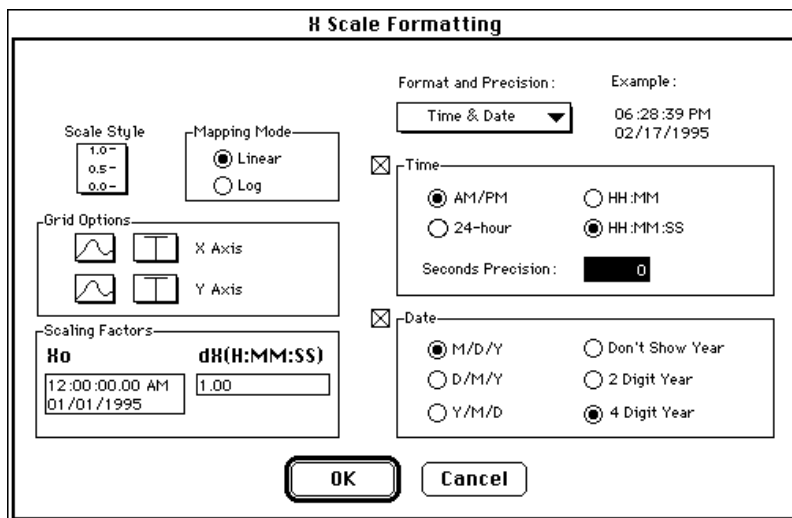 X Scale Formatting
Format and Precision:
Example:
Time & Date
06:28:39 PM
02/17/1995
Scale Style
1.0
0.5
0.0
Mapping Mode
Linear
Log
Time
AM/PM
HH:MM
24-hour
HH:MM:SS
Seconds Precision:
0
Grid Options
X Axis
Y Axis
Date
M/D/Y
Don't Show Year
D/M/Y
2 Digit Year
Y/M/D
4 Digit Year
Scaling Factors
Xo
dX(H:MM:SS)
12:00:00.00 AM
01/01/1995
1.00
OK
Cancel